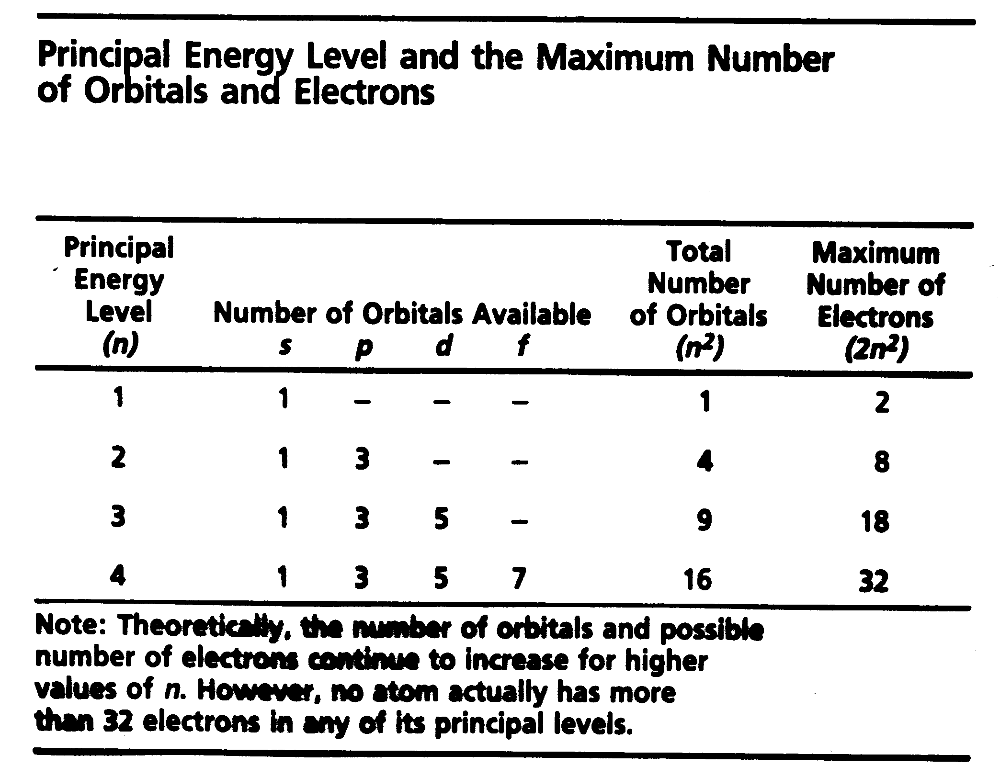 Principal Energy Level and the Maximum Number
of Orbitals and Electrons
Principal
Energy
Level
(n)
Number of Orbitals Available
s p d f
Total
Number
of Orbitals
(n²)
Maximum
Number of
Electrons
(2n²)
1 1 – – – 1 2
2 1 3 – – 4 8
3 1 3 5 – 9 18
4 1 3 5 7 16 32
Note: Theoretically, the number of orbitals and possible
number of electrons continue to increase for higher
values of n. However, no atom actually has more
than 32 electrons in any of its principal levels.